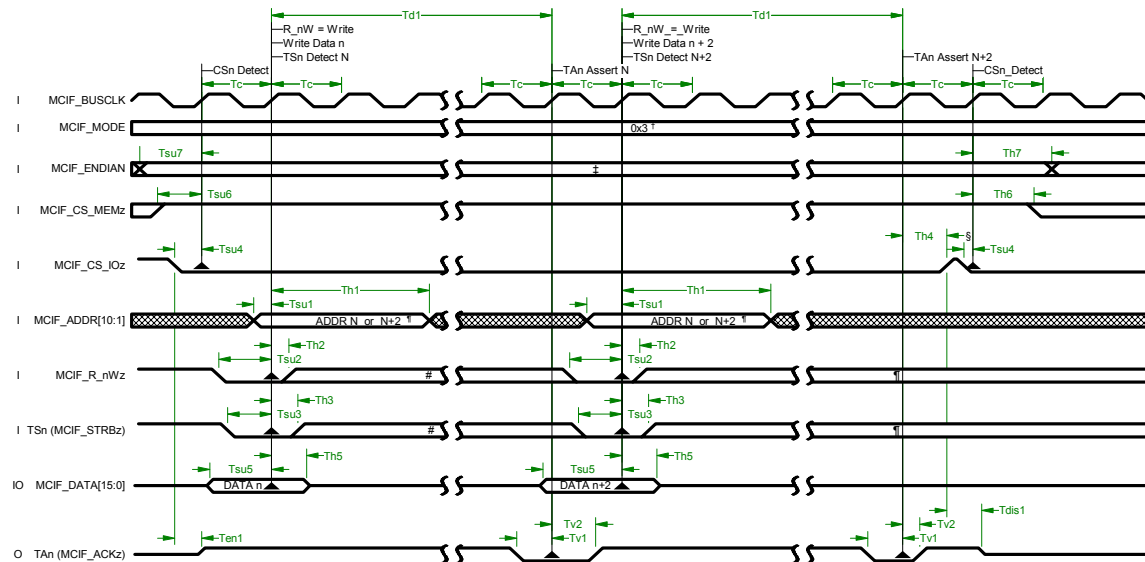 Td1 Td1
R_nW = Write R_nW_=_Write
Write Data n Write Data n + 2
TSn Detect N TSn Detect N+2
CSn Detect TAn Assert N TAn Assert N+2 CSn_Detect
Tc Tc Tc Tc Tc Tc Tc Tc
I MCIF_BUSCLK
I MCIF_MODE 0x3 †
Tsu7 Th7
I MCIF_ENDIAN ‡
Tsu6 Th6
I MCIF_CS_MEMz
Tsu4 Th4 § Tsu4
I MCIF_CS_IOz
Th1 Th1
Tsu1 Tsu1
I MCIF_ADDR[10:1] ADDR N or N+2 ¶ ADDR N or N+2 ¶
Th2 Th2
Tsu2 Tsu2
I MCIF_R_nWz # ¶
Th3 Th3
Tsu3 Tsu3
I TSn (MCIF_STRBz) # ¶
Th5 Th5
Tsu5 Tsu5
IO MCIF_DATA[15:0] DATA n DATA n+2
Tdis1
Tv2 Tv2
Ten1 Tv1 Tv1
O TAn (MCIF_ACKz)